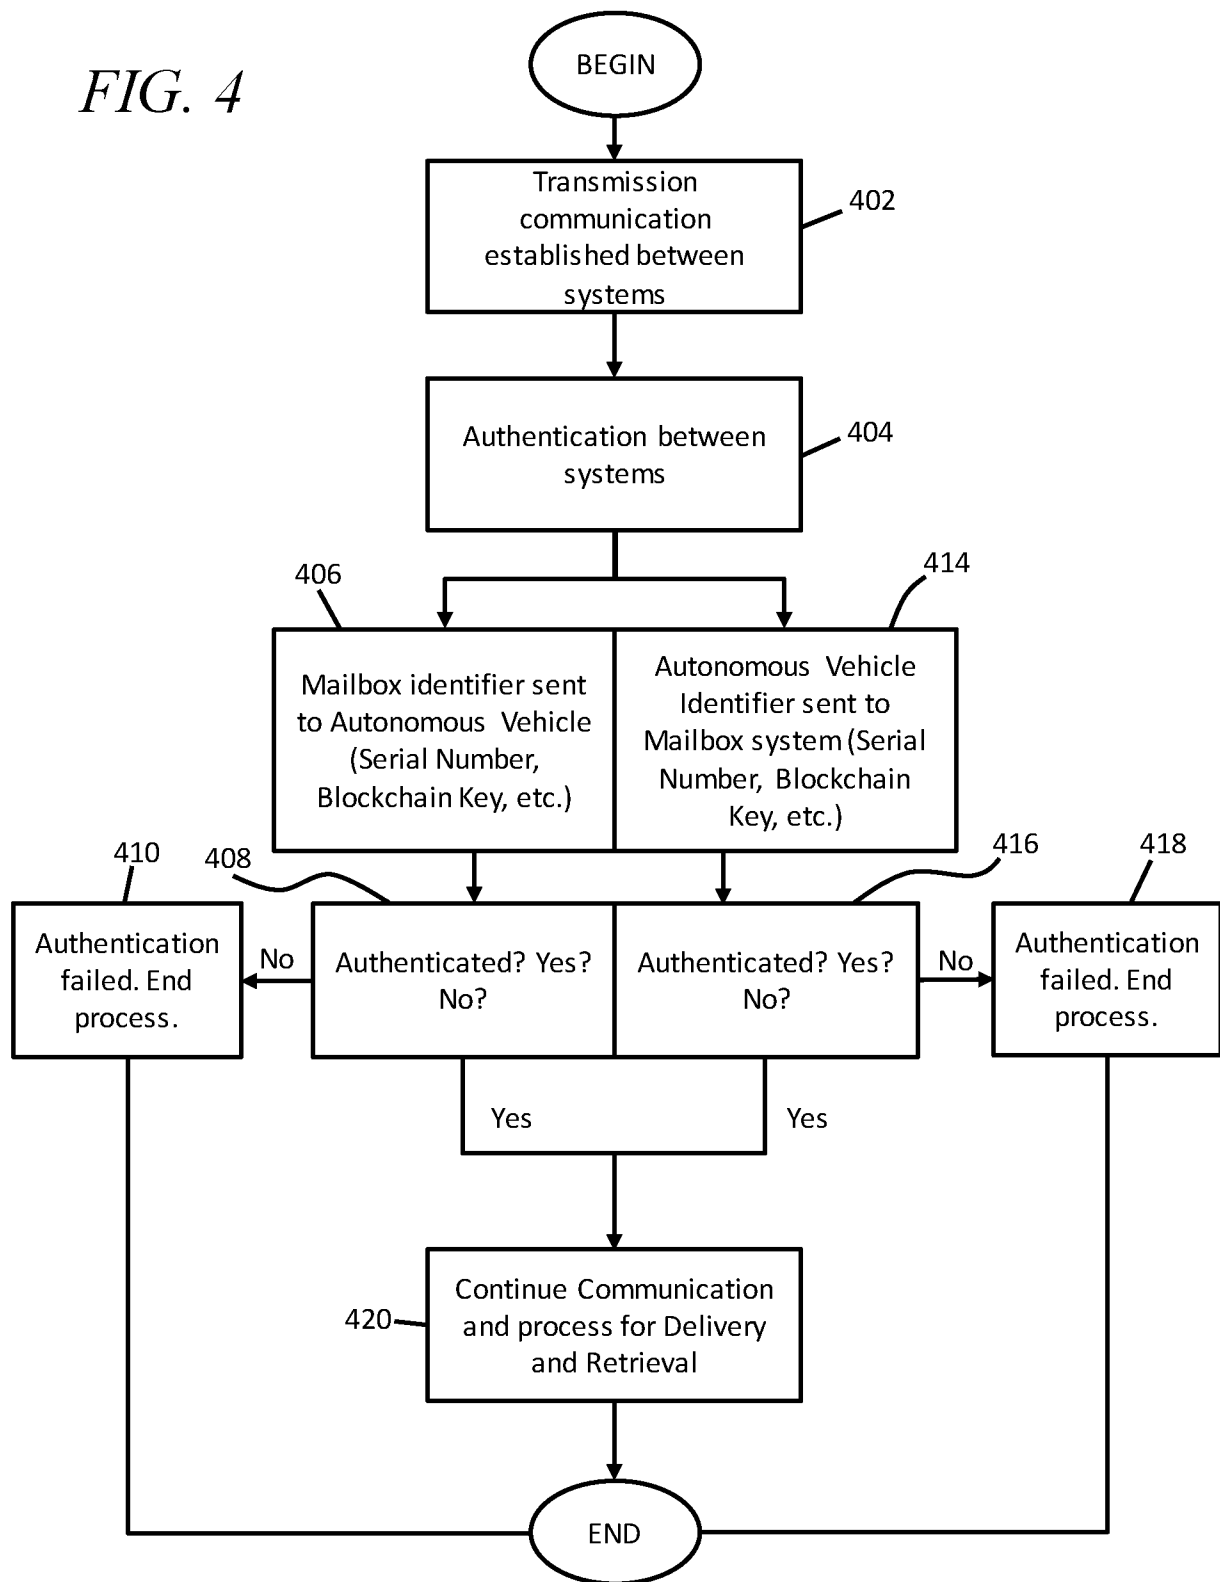 FIG. 4
BEGIN
Transmission
communication
established between
systems
402
Authentication between
systems
404
406
414
Mailbox identifier sent
to Autonomous Vehicle
(Serial Number,
Blockchain Key, etc.)
Autonomous Vehicle
Identifier sent to
Mailbox system (Serial
Number, Blockchain
Key, etc.)
410
408
416
418
Authentication
failed. End
process.
No
Authenticated? Yes?
No?
Authenticated? Yes?
No?
No
Authentication
failed. End
process.
Yes
Yes
420
Continue Communication
and process for Delivery
and Retrieval
END